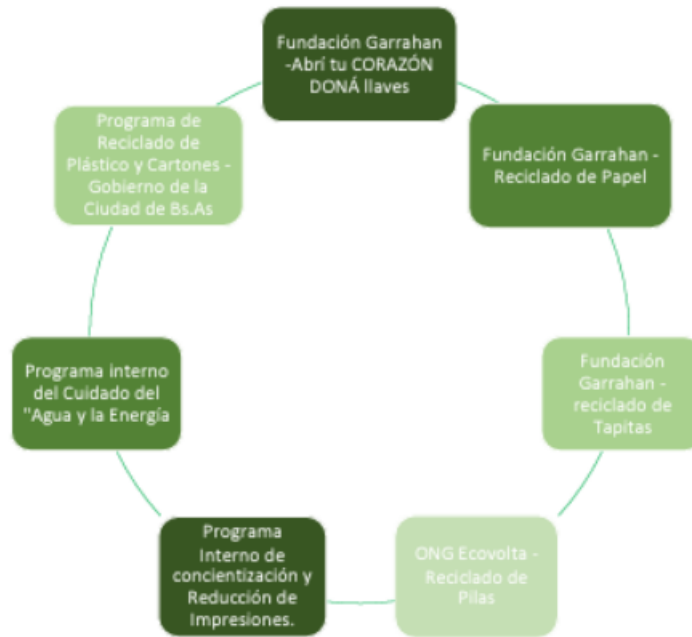 Fundación Garrahan
-Abrí tu CORAZÓN
DONÁ llaves
Fundación Garrahan -
Reciclado de Papel
Fundación
Garrahan -
reciclado de
Tapitas
ONG Ecovolta -
Reciclado de
Pilas
Programa
Interno de
concientización y
Reducción de
Impresiones.
Programa interno
del Cuidado del
"Agua y la Energía
Programa de
Reciclado de
Plástico y Cartones -
Gobierno de la
Ciudad de Bs.As